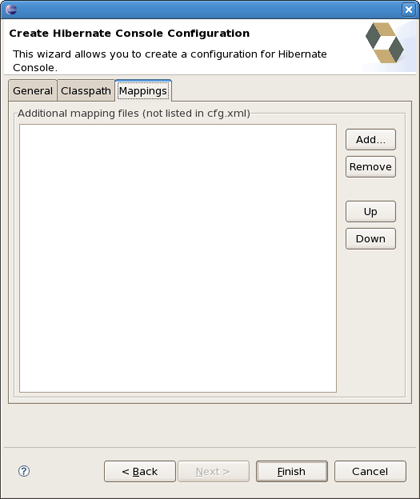 Create Hibernate Console Configuration
This wizard allows you to create a configuration for Hibernate
Console.
General Classpath Mappings
Additional mapping files (not listed in cfg.xml)
Add...
Remove
Up
Down
? < Back Next > Finish Cancel